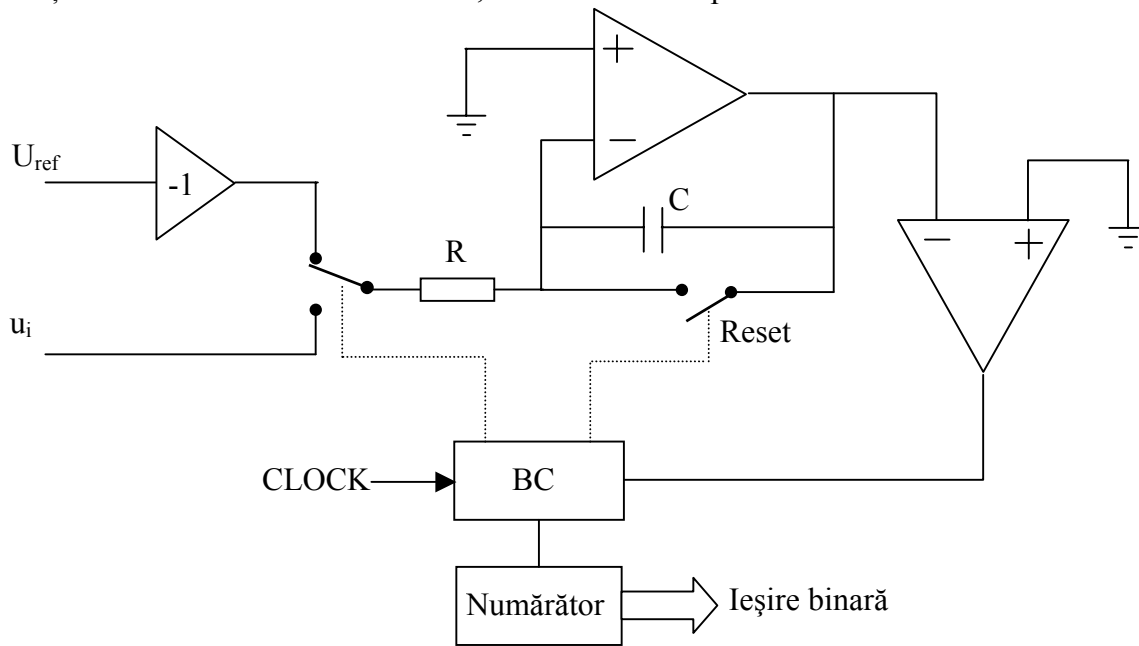 +
−
U_ref
-1
C
−
+
R
u_i
Reset
CLOCK
BC
Numărător
Ieşire binară